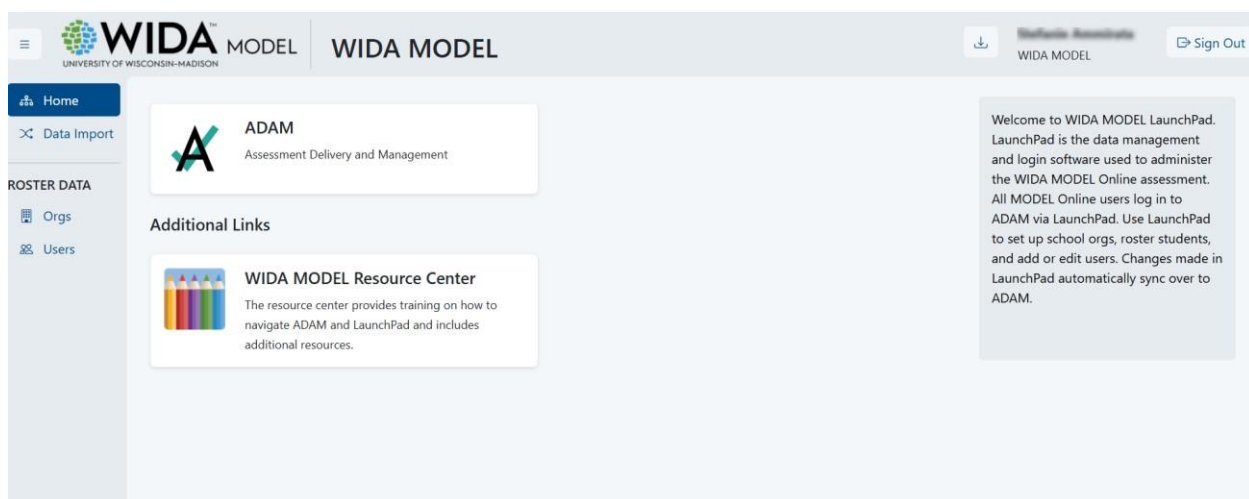 WIDA MODEL
UNIVERSITY OF WISCONSIN–MADISON
WIDA MODEL
WIDA MODEL
Sign Out
Home
Data Import
ROSTER DATA
Orgs
Users
ADAM
Assessment Delivery and Management
Additional Links
WIDA MODEL Resource Center
The resource center provides training on how to
navigate ADAM and LaunchPad and includes
additional resources.
Welcome to WIDA MODEL LaunchPad.
LaunchPad is the data management
and login software used to administer
the WIDA MODEL Online assessment.
All MODEL Online users log in to
ADAM via LaunchPad. Use LaunchPad
to set up school orgs, roster students,
and add or edit users. Changes made in
LaunchPad automatically sync over to
ADAM.